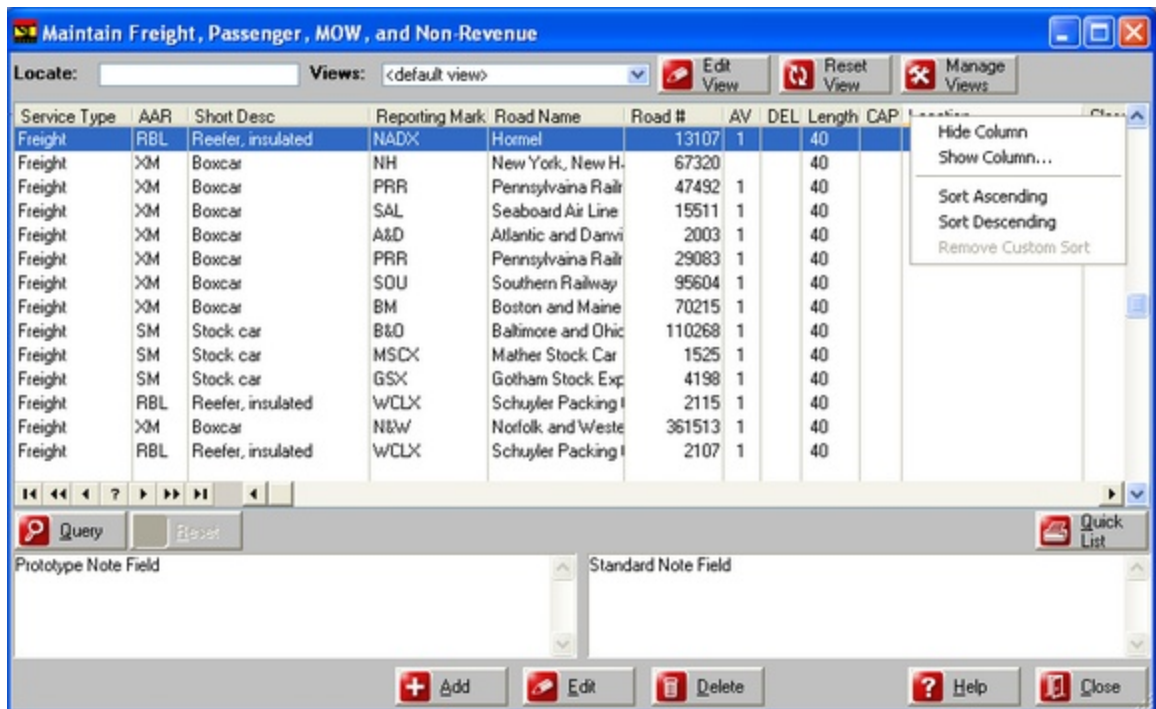 Maintain Freight, Passenger, MOW, and Non-Revenue
Locate: Views: <default view> Edit View Reset View Manage Views
Service Type AAR Short Desc Reporting Mark Road Name Road # AV DEL Length CAP Location
Freight RBL Reefer, insulated NADX Hormel 13107 1 40
Freight XM Boxcar NH New York, New H 67320 40
Freight XM Boxcar PRR Pennsylvaina Railr 47492 1 40
Freight XM Boxcar SAL Seaboard Air Line 15511 1 40
Freight XM Boxcar A&D Atlantic and Danvi 2003 1 40
Freight XM Boxcar PRR Pennsylvaina Railr 29083 1 40
Freight XM Boxcar SOU Southern Railway 95604 1 40
Freight XM Boxcar BM Boston and Maine 70215 1 40
Freight SM Stock car B&O Baltimore and Ohic 110268 1 40
Freight SM Stock car MSCX Mather Stock Car 1525 1 40
Freight SM Stock car GSX Gotham Stock Exp 4198 1 40
Freight RBL Reefer, insulated WCLX Schuyler Packing 2115 1 40
Freight XM Boxcar N&W Norfolk and Weste 361513 1 40
Freight RBL Reefer, insulated WCLX Schuyler Packing 2107 1 40
Hide Column
Show Column...
Sort Ascending
Sort Descending
Remove Custom Sort
?
Query Reset Quick List
Prototype Note Field Standard Note Field
Add Edit Delete ? Help Close